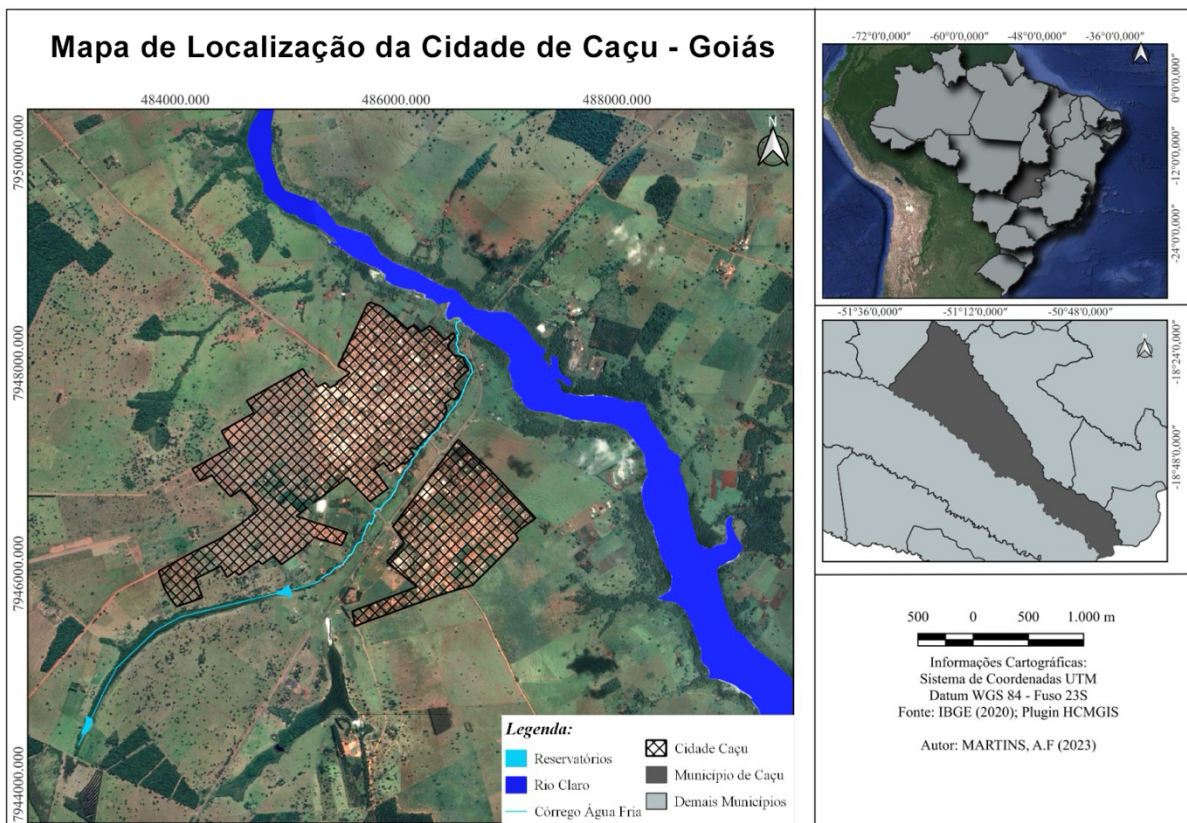 Mapa de Localização da Cidade de Caçu - Goiás
484000.000 486000.000 488000.000
7950000.000
7948000.000
7946000.000
7944000.000
N
Legenda:
Reservatórios
Rio Claro
Córrego Água Fria
Cidade Caçu
Município de Caçu
Demais Municípios
-72°0'0,000" -60°0'0,000" -48°0'0,000" -36°0'0,000"
0°0'0,000"
-12°0'0,000"
-24°0'0,000"
-51°36'0,000" -51°12'0,000" -50°48'0,000"
-18°24'0,000"
-18°48'0,000"
500 0 500 1.000 m
Informações Cartográficas:
Sistema de Coordenadas UTM
Datum WGS 84 - Fuso 23S
Fonte: IBGE (2020); Plugin HCMGIS
Autor: MARTINS, A.F (2023)